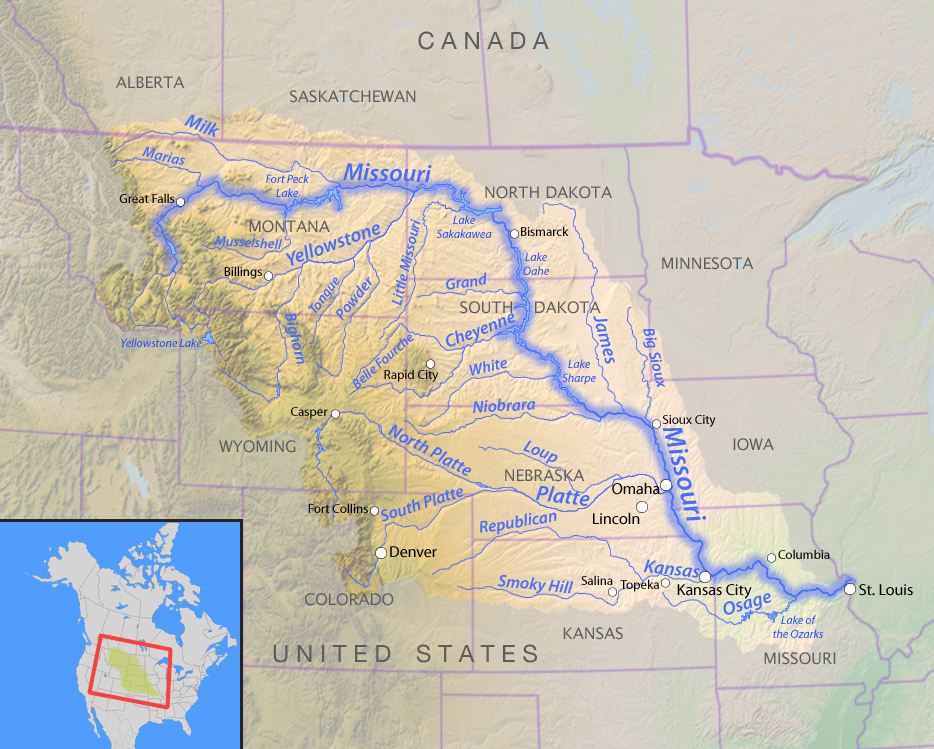 CANADA
ALBERTA
SASKATCHEWAN
Milk
Marias
Missouri
Fort Peck
Lake
NORTH DAKOTA
Great Falls
MONTANA
Lake
Sakakawea
Bismarck
Musselshell
Yellowstone
Little Missouri
Lake
Oahe
MINNESOTA
Billings
Tongue
Powder
Grand
SOUTH DAKOTA
Bighorn
Cheyenne
James
Big Sioux
Yellowstone Lake
Belle Fourche
Rapid City
White
Lake
Sharpe
Casper
Niobrara
Sioux City
WYOMING
North Platte
Loup
IOWA
Missouri
NEBRASKA
Omaha
Platte
Fort Collins
South Platte
Lincoln
Republican
Denver
Columbia
Kansas
Salina
Topeka
Kansas City
St. Louis
Smoky Hill
COLORADO
Osage
Lake of
the Ozarks
KANSAS
UNITED STATES
MISSOURI